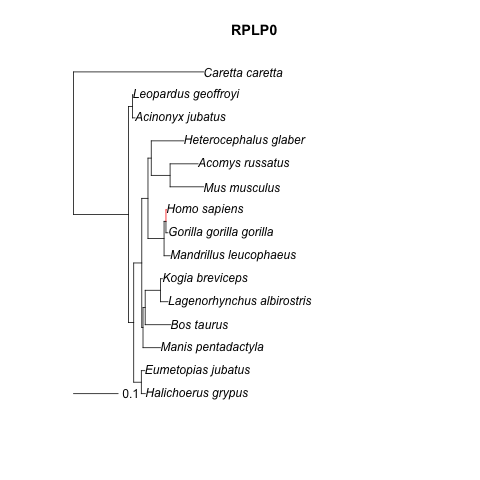 RPLP0
Caretta caretta
Leopardus geoffroyi
Acinonyx jubatus
Heterocephalus glaber
Acomys russatus
Mus musculus
Homo sapiens
Gorilla gorilla gorilla
Mandrillus leucophaeus
Kogia breviceps
Lagenorhynchus albirostris
Bos taurus
Manis pentadactyla
Eumetopias jubatus
0.1 Halichoerus grypus